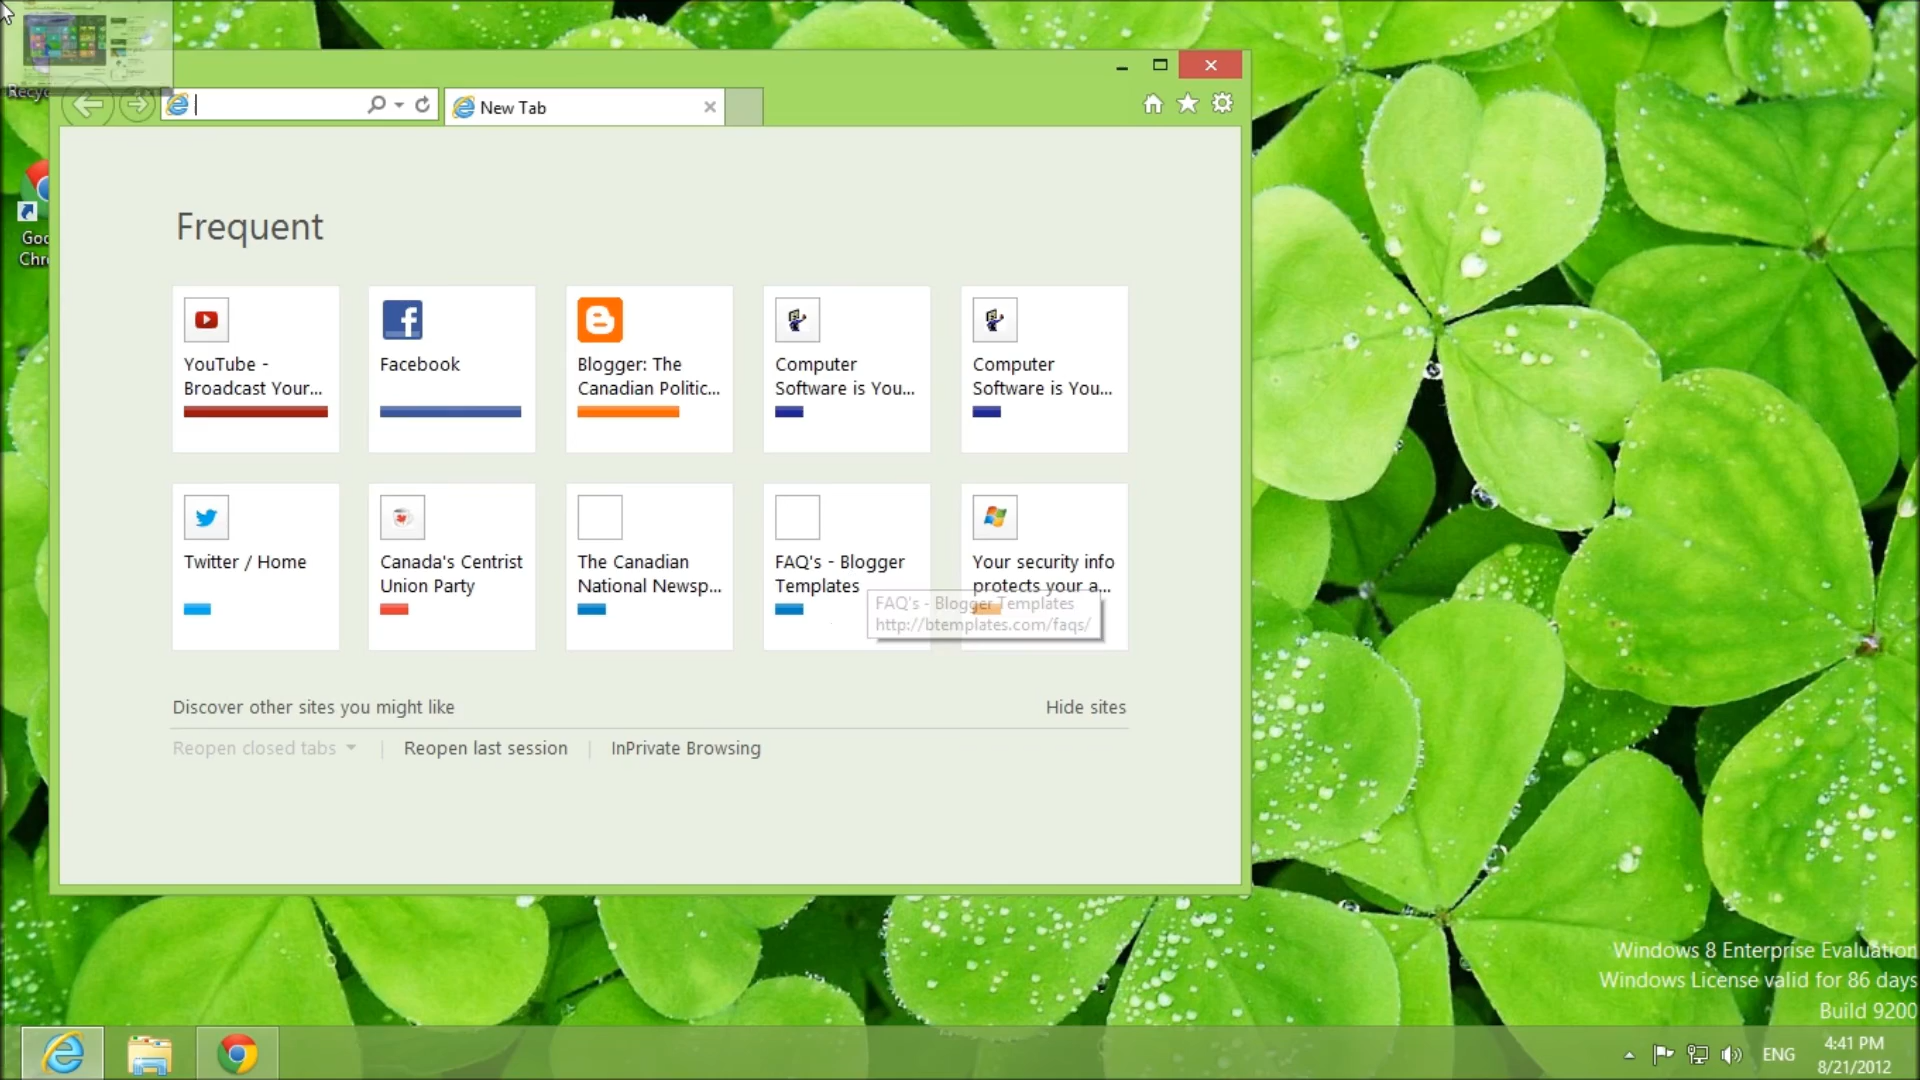 Recyc
New Tab
Goo
Chr
Frequent
YouTube -
Broadcast Your...
Facebook
Blogger: The
Canadian Politic...
Computer
Software is You...
Computer
Software is You...
Twitter / Home
Canada's Centrist
Union Party
The Canadian
National Newsp...
FAQ's - Blogger
Templates
Your security info
protects your a...
FAQ's - Blogger Templates
http://btemplates.com/faqs/
Discover other sites you might like
Hide sites
Reopen closed tabs
Reopen last session
InPrivate Browsing
Windows 8 Enterprise Evaluation
Windows License valid for 86 days
Build 9200
ENG
4:41 PM
8/21/2012